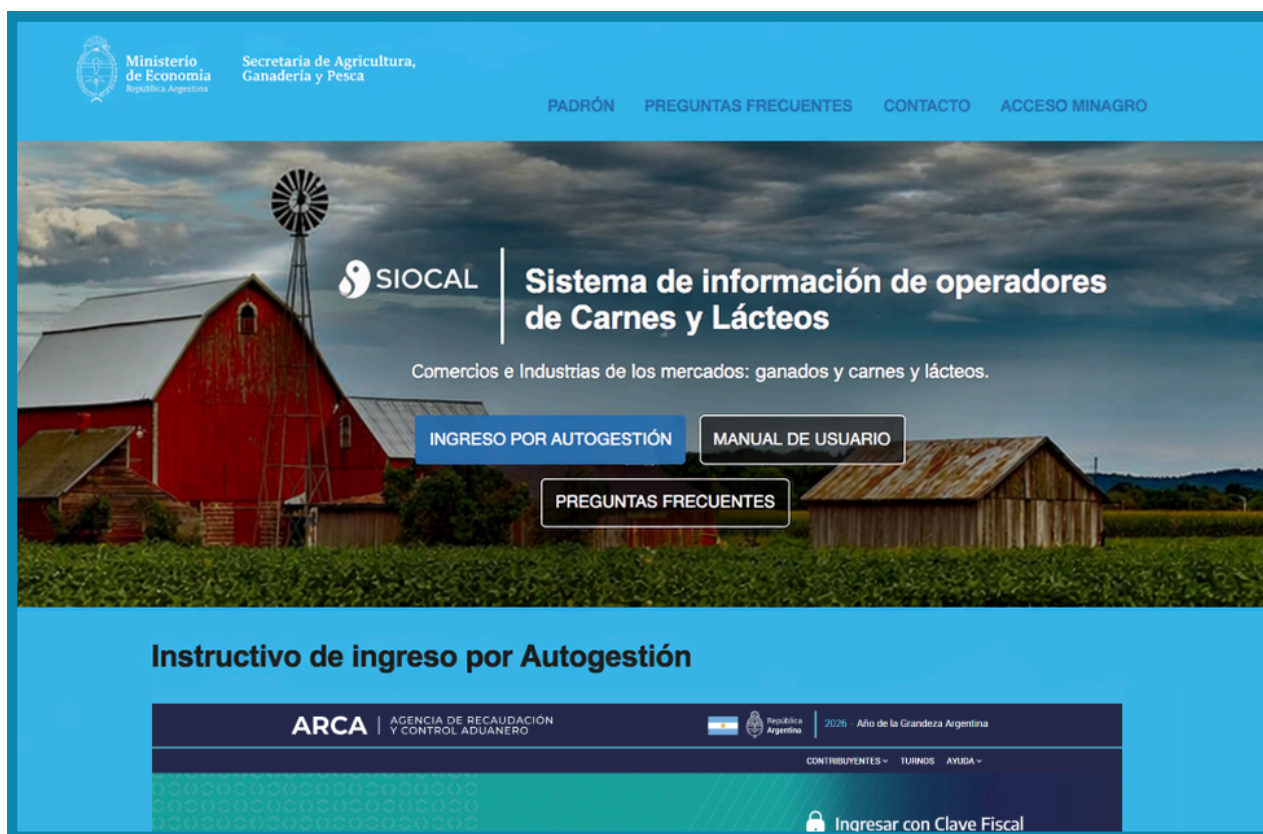 Ministerio
de Economía
República Argentina
Secretaría de Agricultura,
Ganadería y Pesca
PADRÓN PREGUNTAS FRECUENTES CONTACTO ACCESO MINAGRO
SIOCAL
Sistema de información de operadores
de Carnes y Lácteos
Comercios e Industrias de los mercados: ganados y carnes y lácteos.
INGRESO POR AUTOGESTIÓN MANUAL DE USUARIO
PREGUNTAS FRECUENTES
Instructivo de ingreso por Autogestión
ARCA AGENCIA DE RECAUDACIÓN
Y CONTROL ADUANERO
República
Argentina
2026 - Año de la Grandeza Argentina
CONTRIBUYENTES TURNOS AYUDA
Ingresar con Clave Fiscal